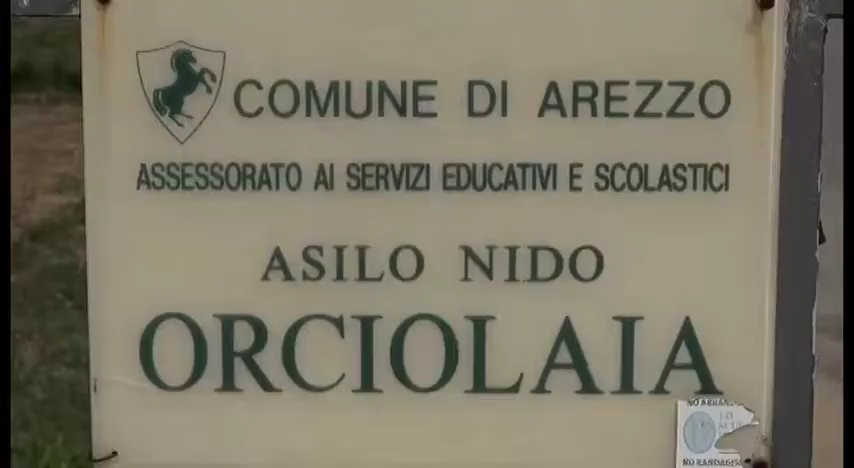 COMUNE DI AREZZO
ASSESSORATO AI SERVIZI EDUCATIVI E SCOLASTICI
ASILO NIDO
ORCIOLAIA